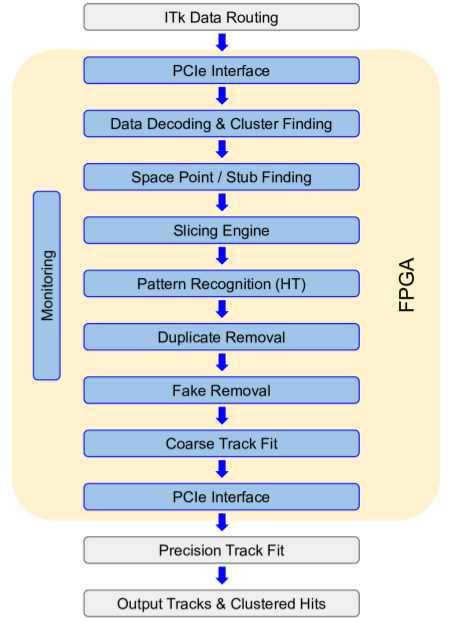 ITk Data Routing
PCIe Interface
Data Decoding & Cluster Finding
Space Point / Stub Finding
Slicing Engine
Monitoring
Pattern Recognition (HT)
FPGA
Duplicate Removal
Fake Removal
Coarse Track Fit
PCIe Interface
Precision Track Fit
Output Tracks & Clustered Hits